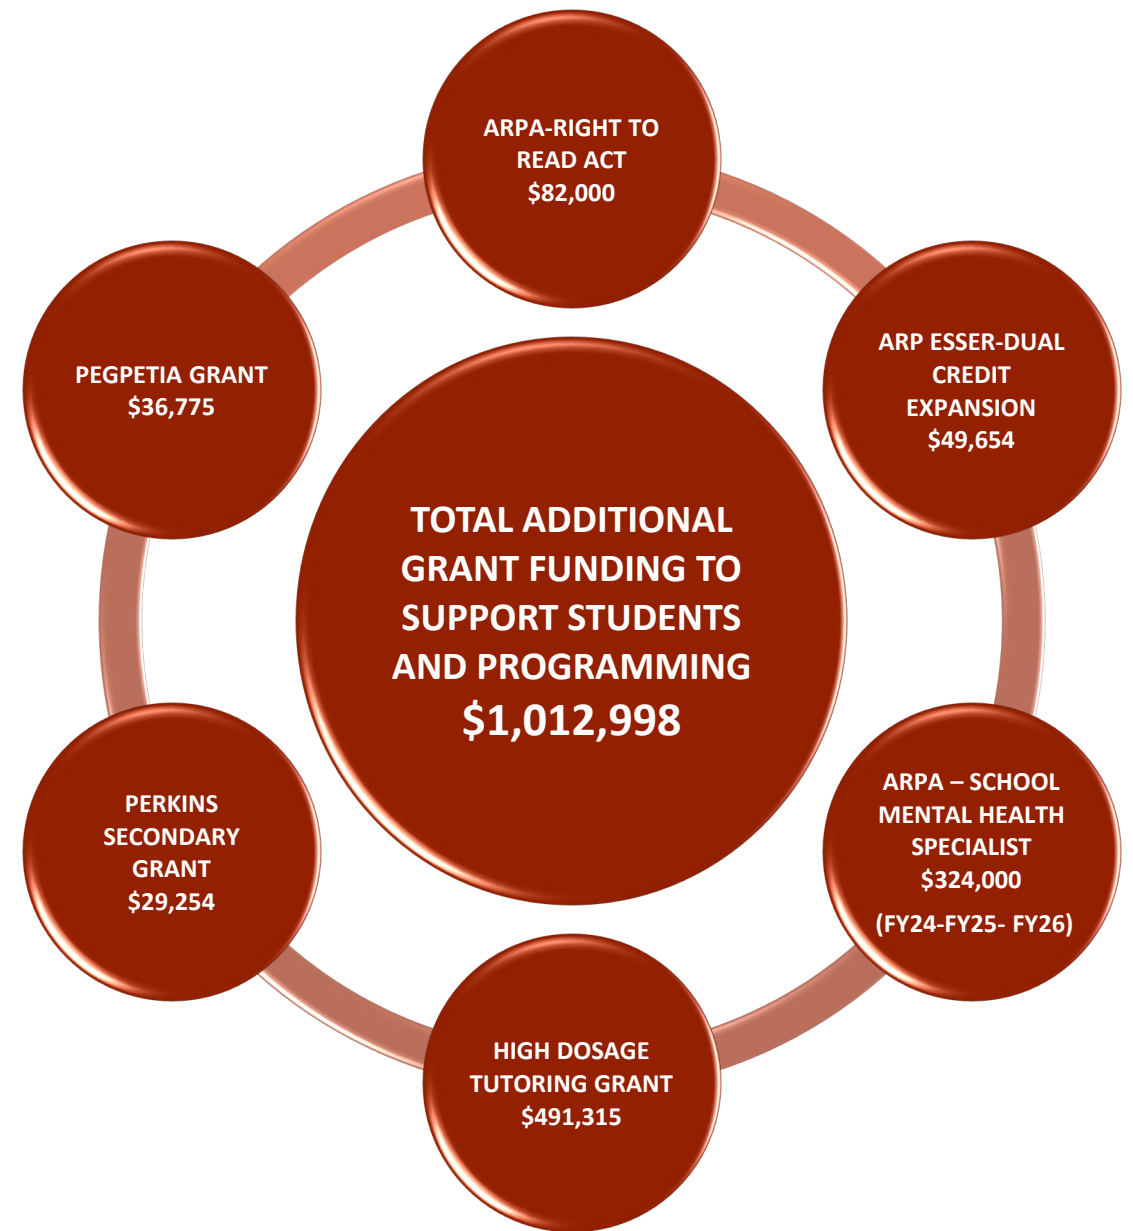 ARPA-RIGHT TO
READ ACT
$82,000
ARP ESSER-DUAL
CREDIT
EXPANSION
$49,654
ARPA – SCHOOL
MENTAL HEALTH
SPECIALIST
$324,000
(FY24-FY25- FY26)
HIGH DOSAGE
TUTORING GRANT
$491,315
PERKINS
SECONDARY
GRANT
$29,254
PEGPETIA GRANT
$36,775
TOTAL ADDITIONAL
GRANT FUNDING TO
SUPPORT STUDENTS
AND PROGRAMMING
$1,012,998